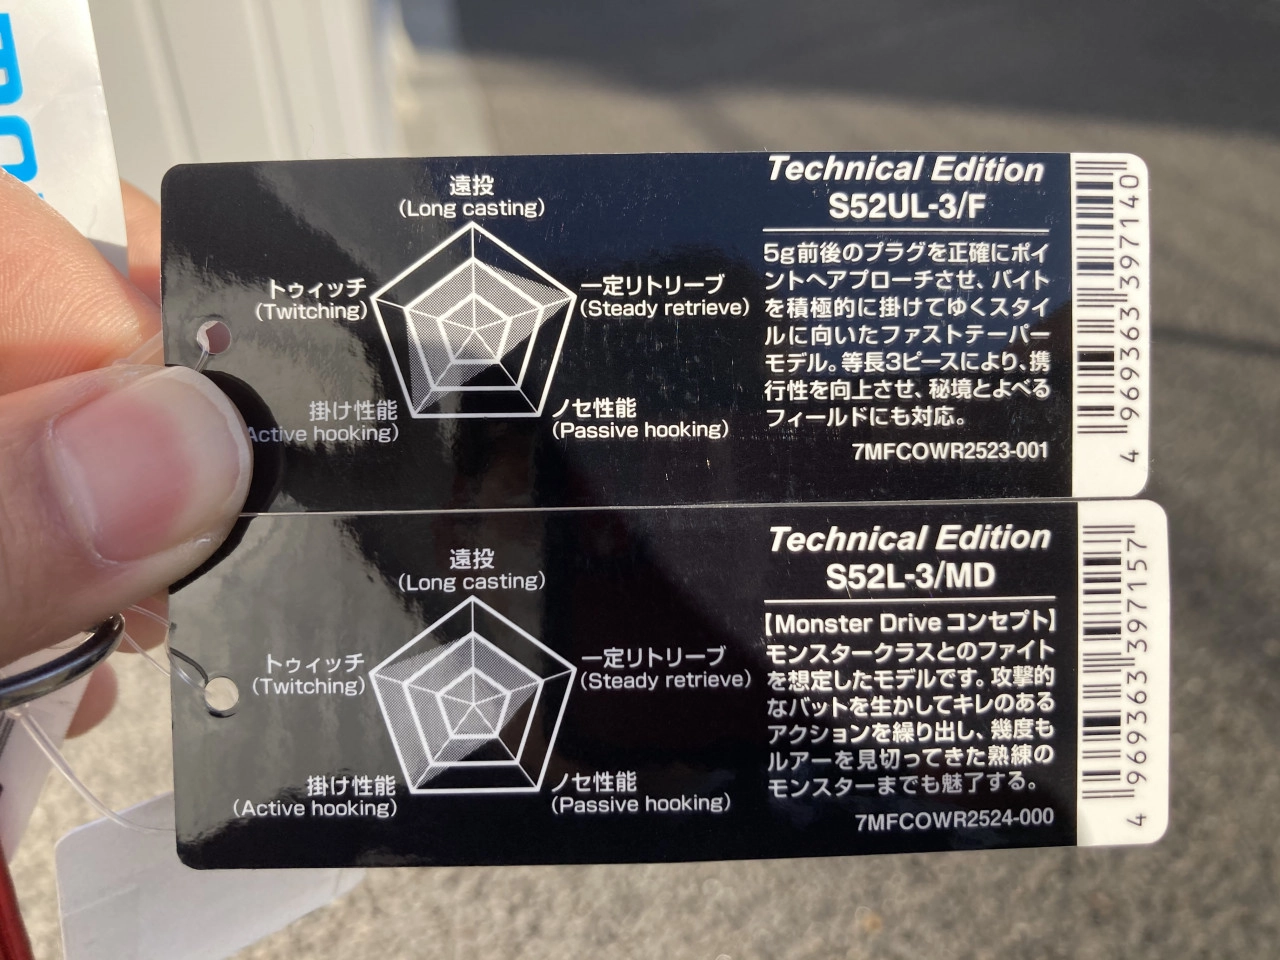 遠投
(Long casting)
トゥイッチ
(Twitching)
一定リトリーブ
(Steady retrieve)
掛け性能
Active hooking)
ノセ性能
(Passive hooking)
Technical Edition
S52UL-3/F
5g前後のプラグを正確にポイ
ントへアプローチさせ、バイト
を積極的に掛けてゆくスタイ
ルに向いたファストテーパー
モデル。等長3ピースにより、携
行性を向上させ、秘境とよべる
フィールドにも対応。
7MFCOWR2523-001
4 969363 397140
遠投
(Long casting)
トゥイッチ
(Twitching)
一定リトリーブ
(Steady retrieve)
掛け性能
(Active hooking)
ノセ性能
(Passive hooking)
Technical Edition
S52L-3/MD
【Monster Drive コンセプト】
モンスタークラスとのファイト
を想定したモデルです。攻撃的
なバットを生かしてキレのある
アクションを繰り出し、幾度も
ルアーを見切ってきた熟練の
モンスターまでも魅了する。
7MFCOWR2524-000
4 969363 397157